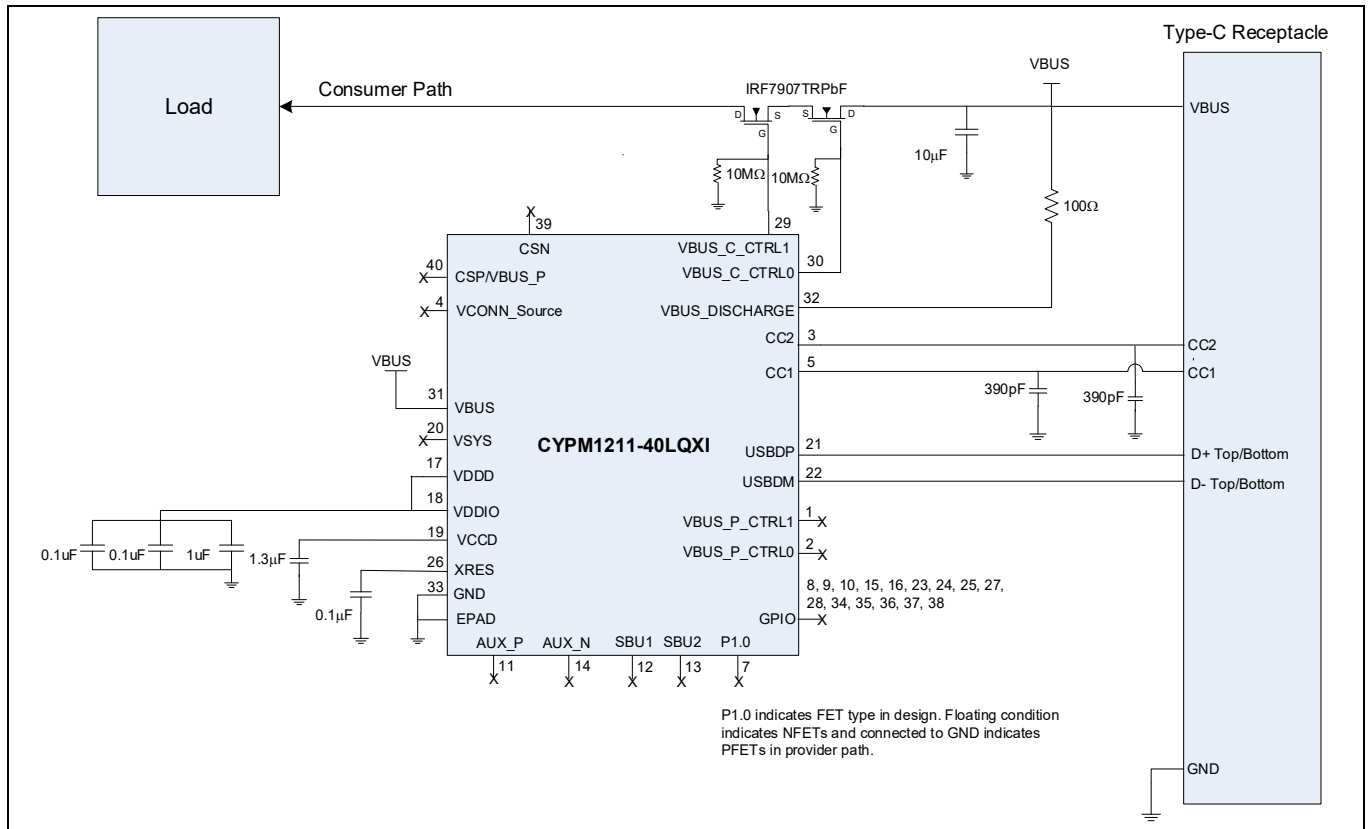 Type-C Receptacle
Load
Consumer Path
IRF7907TRPbF
VBUS
VBUS
D
S
G
S
D
G
10MΩ
10MΩ
10µF
100Ω
39
CSN
29
VBUS_C_CTRL1
40
CSP/VBUS_P
30
VBUS_C_CTRL0
4
VCONN_Source
32
VBUS_DISCHARGE
3
CC2
CC2
5
CC1
CC1
390pF
390pF
VBUS
31
VBUS
20
VSYS
CYPM1211-40LQXI
17
VDDD
18
VDDIO
19
VCCD
26
XRES
33
GND
EPAD
0.1uF
0.1uF
1uF
1.3µF
0.1µF
21
USBDP
D+ Top/Bottom
22
USBDM
D- Top/Bottom
1
VBUS_P_CTRL1
2
VBUS_P_CTRL0
8, 9, 10, 15, 16, 23, 24, 25, 27,
28, 34, 35, 36, 37, 38
GPIO
AUX_P
AUX_N
SBU1
SBU2
P1.0
11
14
12
13
7
P1.0 indicates FET type in design. Floating condition
indicates NFETs and connected to GND indicates
PFETs in provider path.
GND